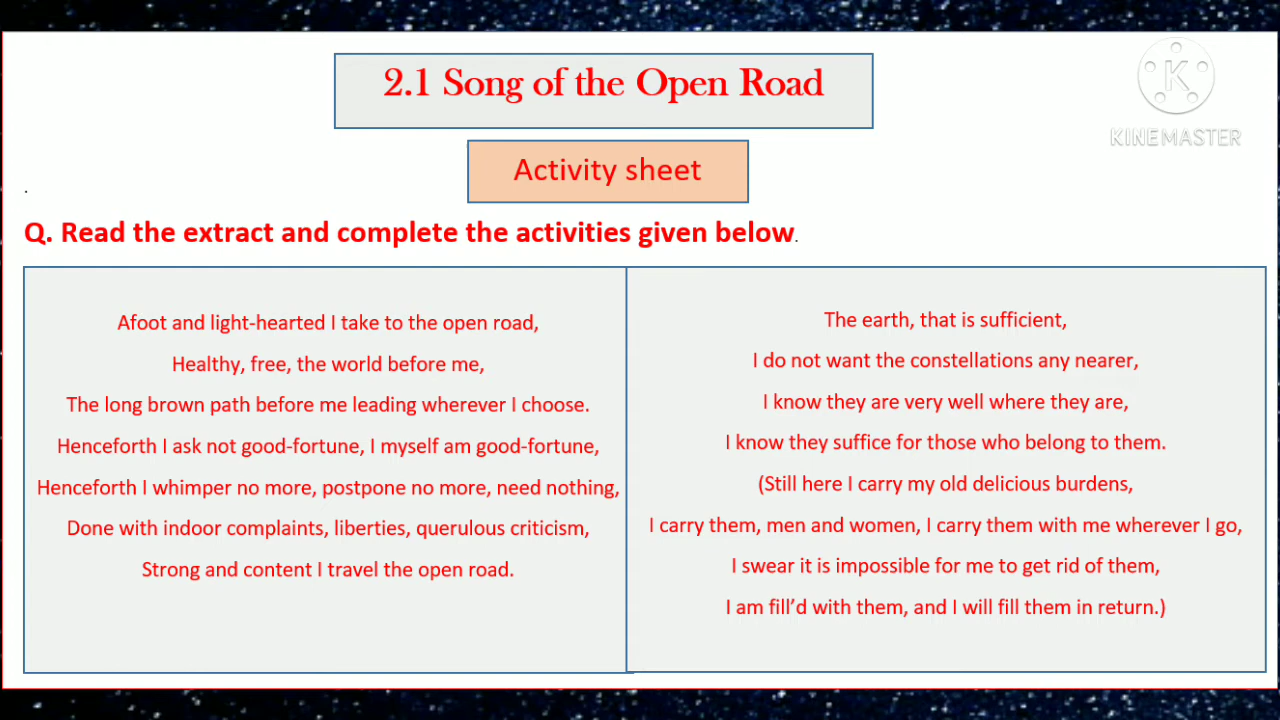 2.1 Song of the Open Road
KINEMASTER
Activity sheet
.
Q. Read the extract and complete the activities given below.
Afoot and light-hearted I take to the open road,
Healthy, free, the world before me,
The long brown path before me leading wherever I choose.
Henceforth I ask not good-fortune, I myself am good-fortune,
Henceforth I whimper no more, postpone no more, need nothing,
Done with indoor complaints, liberties, querulous criticism,
Strong and content I travel the open road.
The earth, that is sufficient,
I do not want the constellations any nearer,
I know they are very well where they are,
I know they suffice for those who belong to them.
(Still here I carry my old delicious burdens,
I carry them, men and women, I carry them with me wherever I go,
I swear it is impossible for me to get rid of them,
I am fill’d with them, and I will fill them in return.)